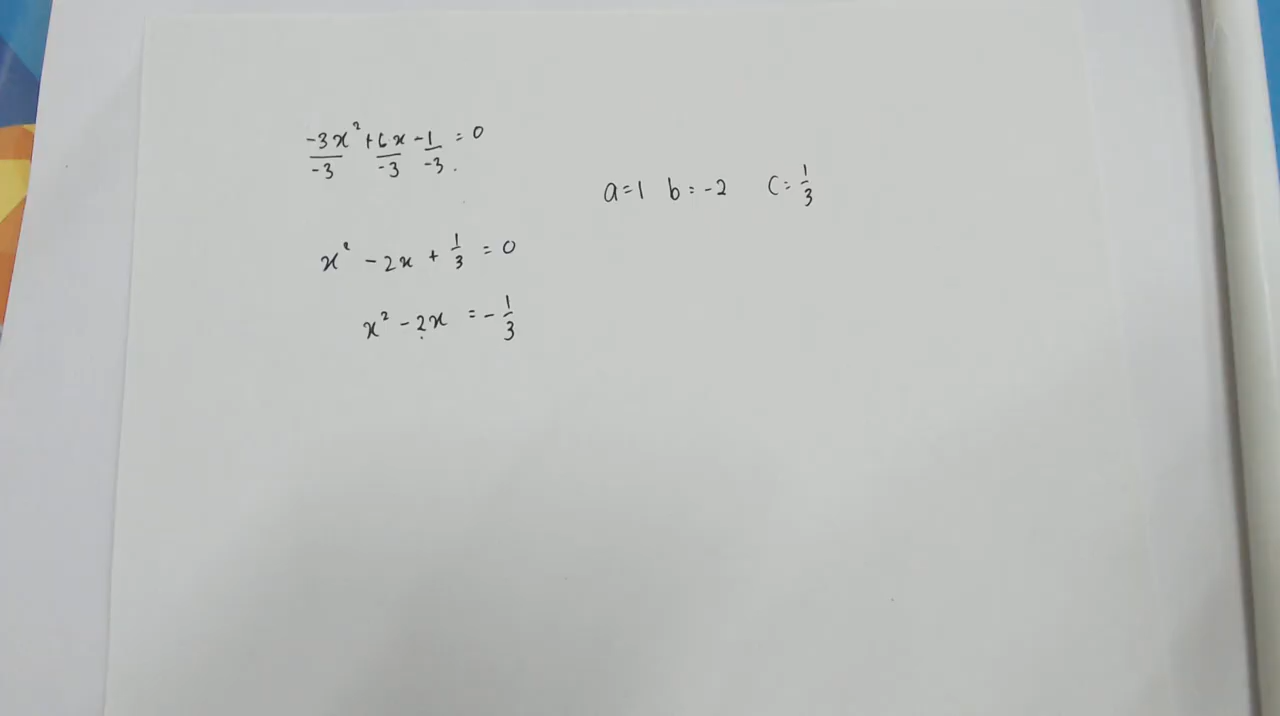 -3x² + 6x - 1 = 0
-3 -3 -3
a = 1 b = -2 c = 1/3
x² - 2x + 1/3 = 0
x² - 2x = -1/3